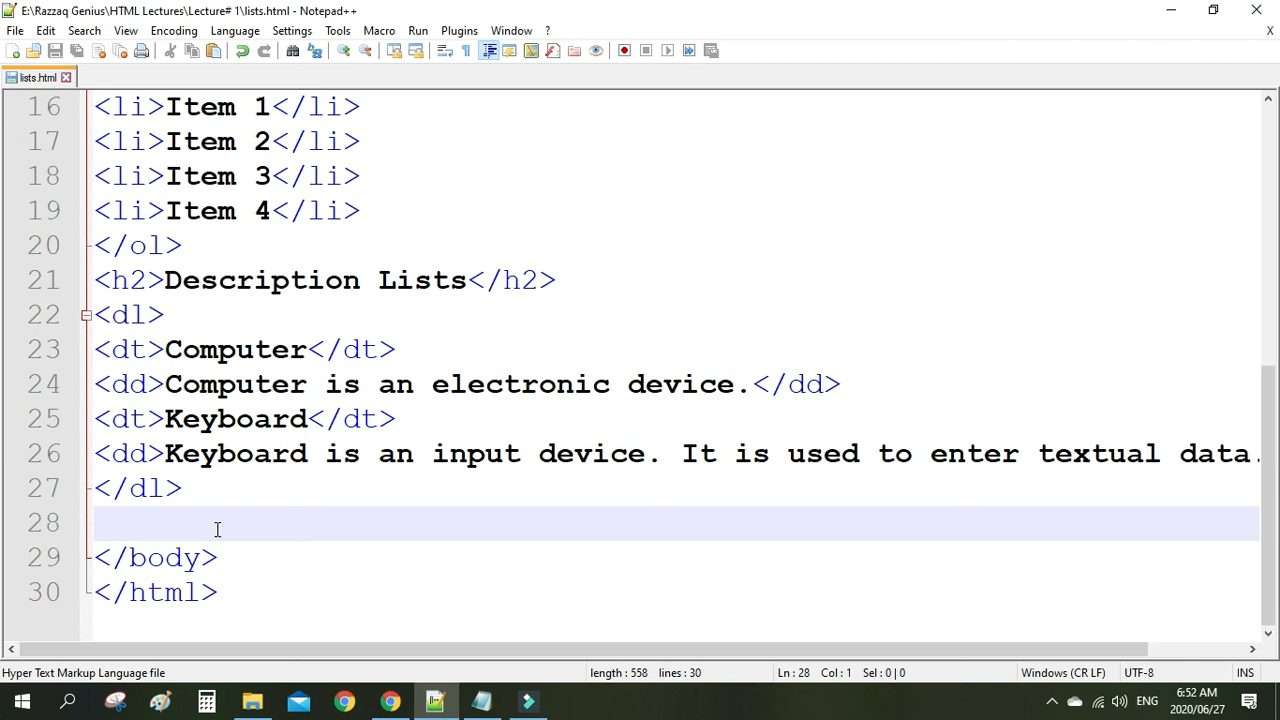 E:\Razzaq Genius\HTML Lectures\Lecture# 1\lists.html - Notepad++
File Edit Search View Encoding Language Settings Tools Macro Run Plugins Window ? X
lists.html
16 <li>Item 1</li>
17 <li>Item 2</li>
18 <li>Item 3</li>
19 <li>Item 4</li>
20 </ol>
21 <h2>Description Lists</h2>
22 <dl>
23 <dt>Computer</dt>
24 <dd>Computer is an electronic device.</dd>
25 <dt>Keyboard</dt>
26 <dd>Keyboard is an input device. It is used to enter textual data.
27 </dl>
28
29 </body>
30 </html>
Hyper Text Markup Language file length : 558 lines : 30 Ln : 28 Col : 1 Sel : 0 | 0 Windows (CR LF) UTF-8 INS
ENG 6:52 AM
2020/06/27